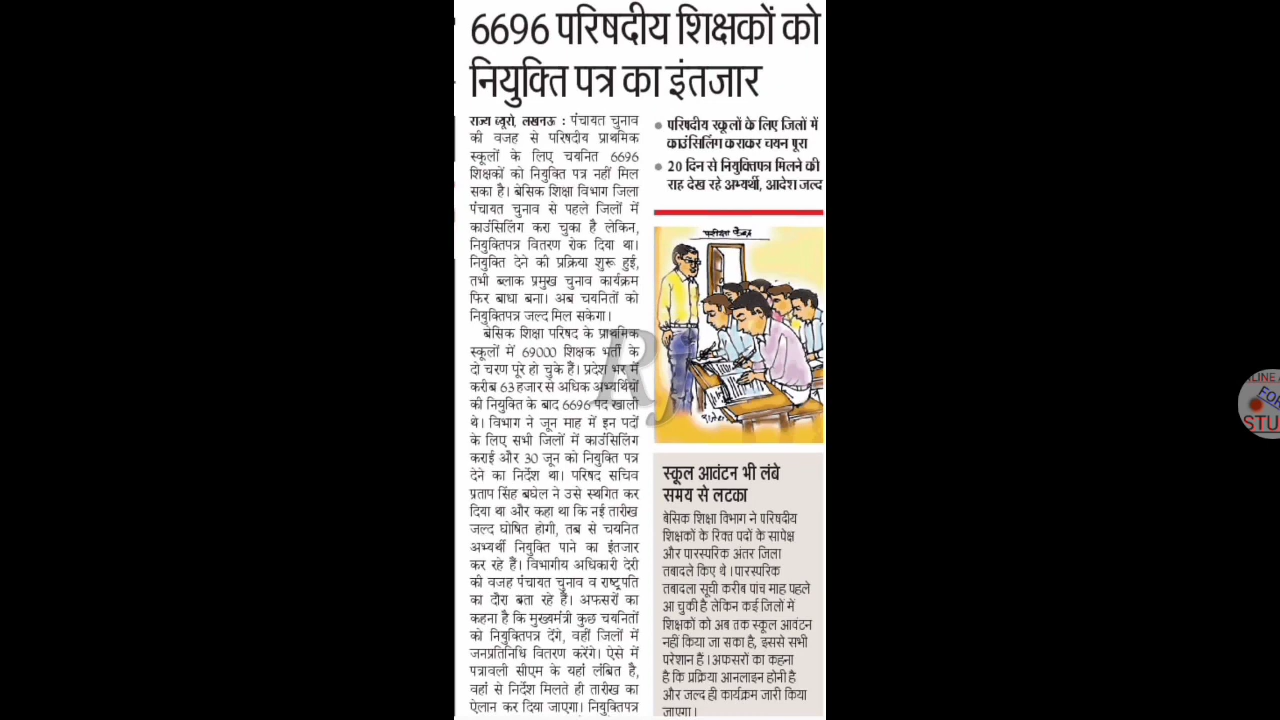 6696 परिषदीय शिक्षकों को
नियुक्ति पत्र का इंतजार
राज्य ब्यूरो, लखनऊ : पंचायत चुनाव
की वजह से परिषदीय प्राथमिक
स्कूलों के लिए चयनित 6696
शिक्षकों को नियुक्ति पत्र नहीं मिल
सका है। बेसिक शिक्षा विभाग जिला
पंचायत चुनाव से पहले जिलों में
काउंसिलिंग करा चुका है लेकिन,
नियुक्तिपत्र वितरण रोक दिया था।
नियुक्ति देने की प्रक्रिया शुरू हुई,
तभी ब्लाक प्रमुख चुनाव कार्यक्रम
फिर बाधा बना। अब चयनितों को
नियुक्तिपत्र जल्द मिल सकेगा।
बेसिक शिक्षा परिषद के प्राथमिक
स्कूलों में 69000 शिक्षक भर्ती के
दो चरण पूरे हो चुके हैं। प्रदेश भर में
करीब 63 हजार से अधिक अभ्यर्थियों
की नियुक्ति के बाद 6696 पद खाली
थे। विभाग ने जून माह में इन पदों
के लिए सभी जिलों में काउंसिलिंग
कराई और 30 जून को नियुक्ति पत्र
देने का निर्देश था। परिषद सचिव
प्रताप सिंह बघेल ने उसे स्थगित कर
दिया था और कहा था कि नई तारीख
जल्द घोषित होगी, तब से चयनित
अभ्यर्थी नियुक्ति पाने का इंतजार
कर रहे हैं। विभागीय अधिकारी देरी
की वजह पंचायत चुनाव व राष्ट्रपति
का दौरा बता रहे हैं। अफसरों का
कहना है कि मुख्यमंत्री कुछ चयनितों
को नियुक्तिपत्र देंगे, वहीं जिलों में
जनप्रतिनिधि वितरण करेंगे। ऐसे में
पत्रावली सीएम के यहां लंबित है,
वहां से निर्देश मिलते ही तारीख का
ऐलान कर दिया जाएगा। नियुक्तिपत्र
● परिषदीय स्कूलों के लिए जिलों में
काउंसिलिंग कराकर चयन पूरा
● 20 दिन से नियुक्तिपत्र मिलने की
राह देख रहे अभ्यर्थी, आदेश जल्द
परीक्षा केन्द्र
स्कूल आवंटन भी लंबे
समय से लटका
बेसिक शिक्षा विभाग ने परिषदीय
शिक्षकों के रिक्त पदों के सापेक्ष
और पारस्परिक अंतर जिला
तबादले किए थे। पारस्परिक
तबादला सूची करीब पांच माह पहले
आ चुकी है लेकिन कई जिलों में
शिक्षकों को अब तक स्कूल आवंटन
नहीं किया जा सका है, इससे सभी
परेशान हैं। अफसरों का कहना
है कि प्रक्रिया आनलाइन होनी है
और जल्द ही कार्यक्रम जारी किया
जाएगा।
RJ
FOR
STU